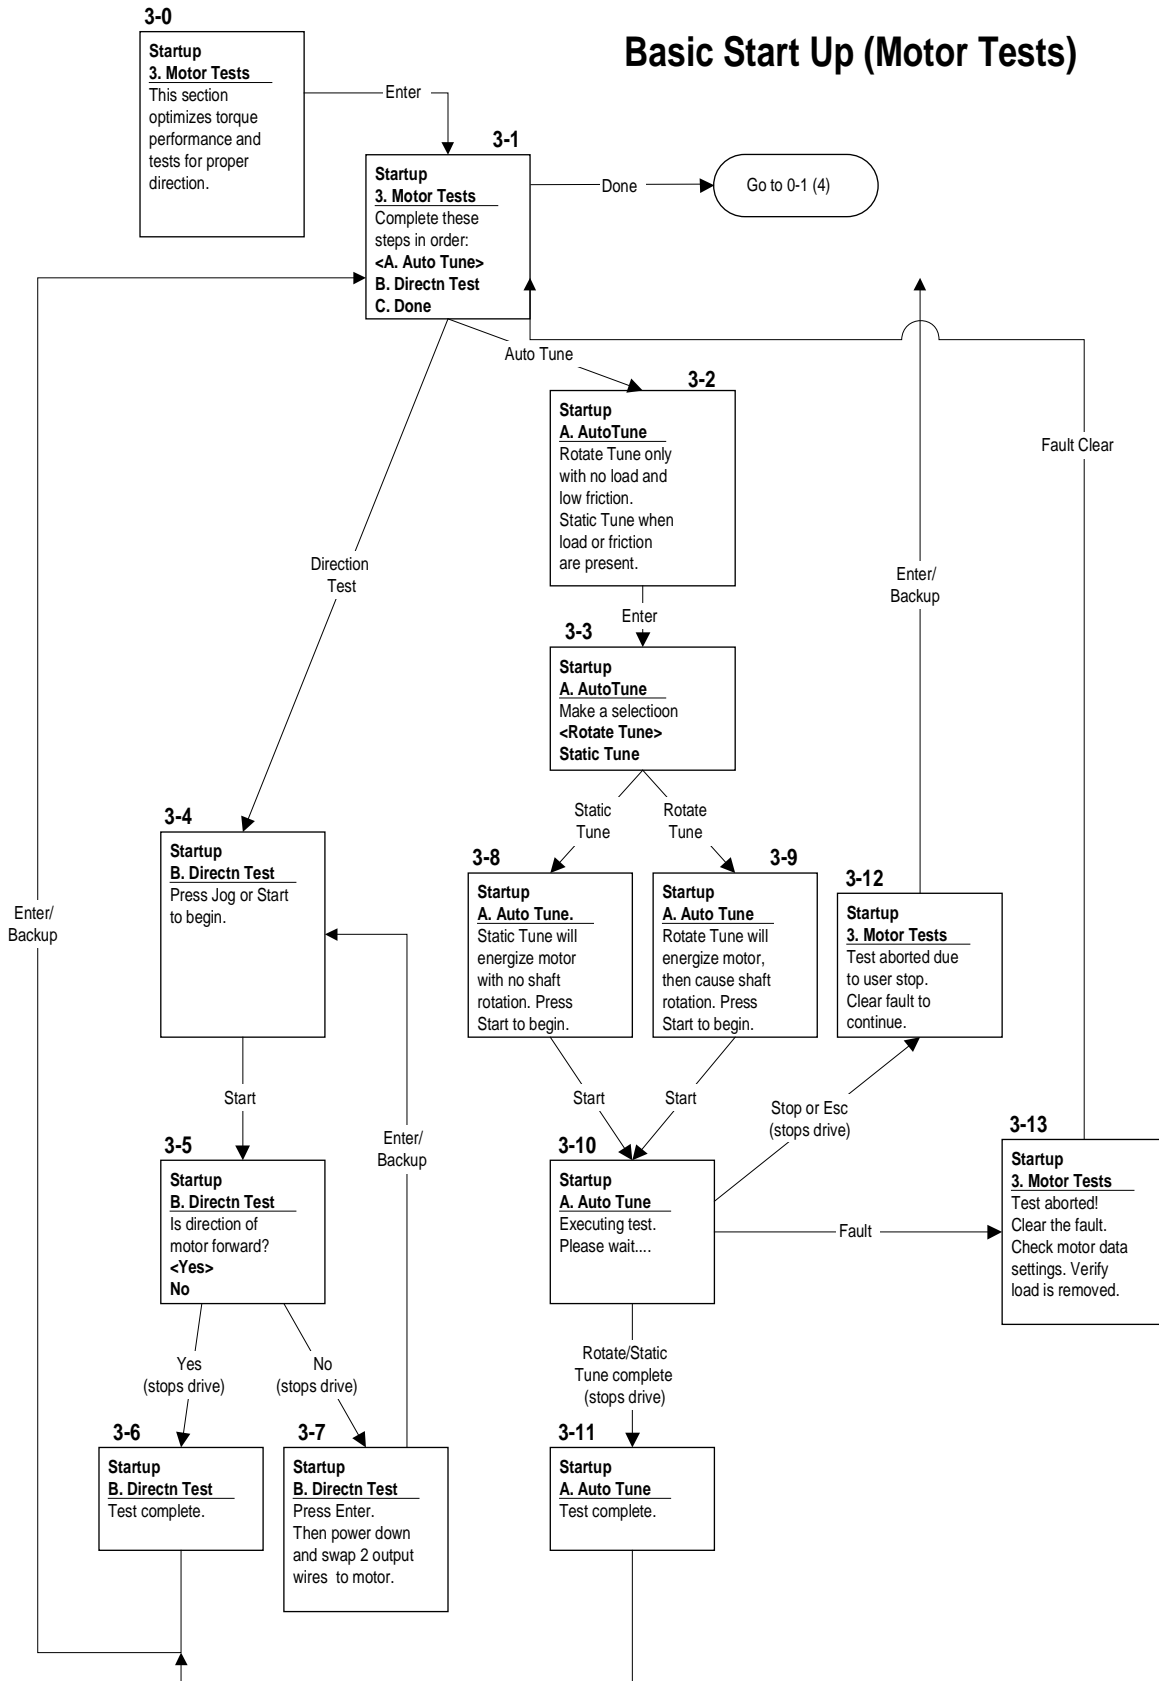 3-0
Basic Start Up (Motor Tests)
Startup
3. Motor Tests
This section
optimizes torque
performance and
tests for proper
direction.
Enter
3-1
Startup
3. Motor Tests
Complete these
steps in order:
<A. Auto Tune>
B. Directn Test
C. Done
Done
Go to 0-1 (4)
Auto Tune
3-2
Startup
A. AutoTune
Rotate Tune only
with no load and
low friction.
Static Tune when
load or friction
are present.
Fault Clear
Direction
Test
Enter/
Backup
Enter
3-3
Startup
A. AutoTune
Make a selectioon
<Rotate Tune>
Static Tune
Static
Tune
Rotate
Tune
3-4
Startup
B. Directn Test
Press Jog or Start
to begin.
Enter/
Backup
3-8
Startup
A. Auto Tune.
Static Tune will
energize motor
with no shaft
rotation. Press
Start to begin.
3-9
Startup
A. Auto Tune
Rotate Tune will
energize motor,
then cause shaft
rotation. Press
Start to begin.
3-12
Startup
3. Motor Tests
Test aborted due
to user stop.
Clear fault to
continue.
Start
Start
Start
Stop or Esc
(stops drive)
Enter/
Backup
3-5
Startup
B. Directn Test
Is direction of
motor forward?
<Yes>
No
3-10
Startup
A. Auto Tune
Executing test.
Please wait....
Fault
3-13
Startup
3. Motor Tests
Test aborted!
Clear the fault.
Check motor data
settings. Verify
load is removed.
Yes
(stops drive)
No
(stops drive)
Rotate/Static
Tune complete
(stops drive)
3-6
Startup
B. Directn Test
Test complete.
3-7
Startup
B. Directn Test
Press Enter.
Then power down
and swap 2 output
wires to motor.
3-11
Startup
A. Auto Tune
Test complete.